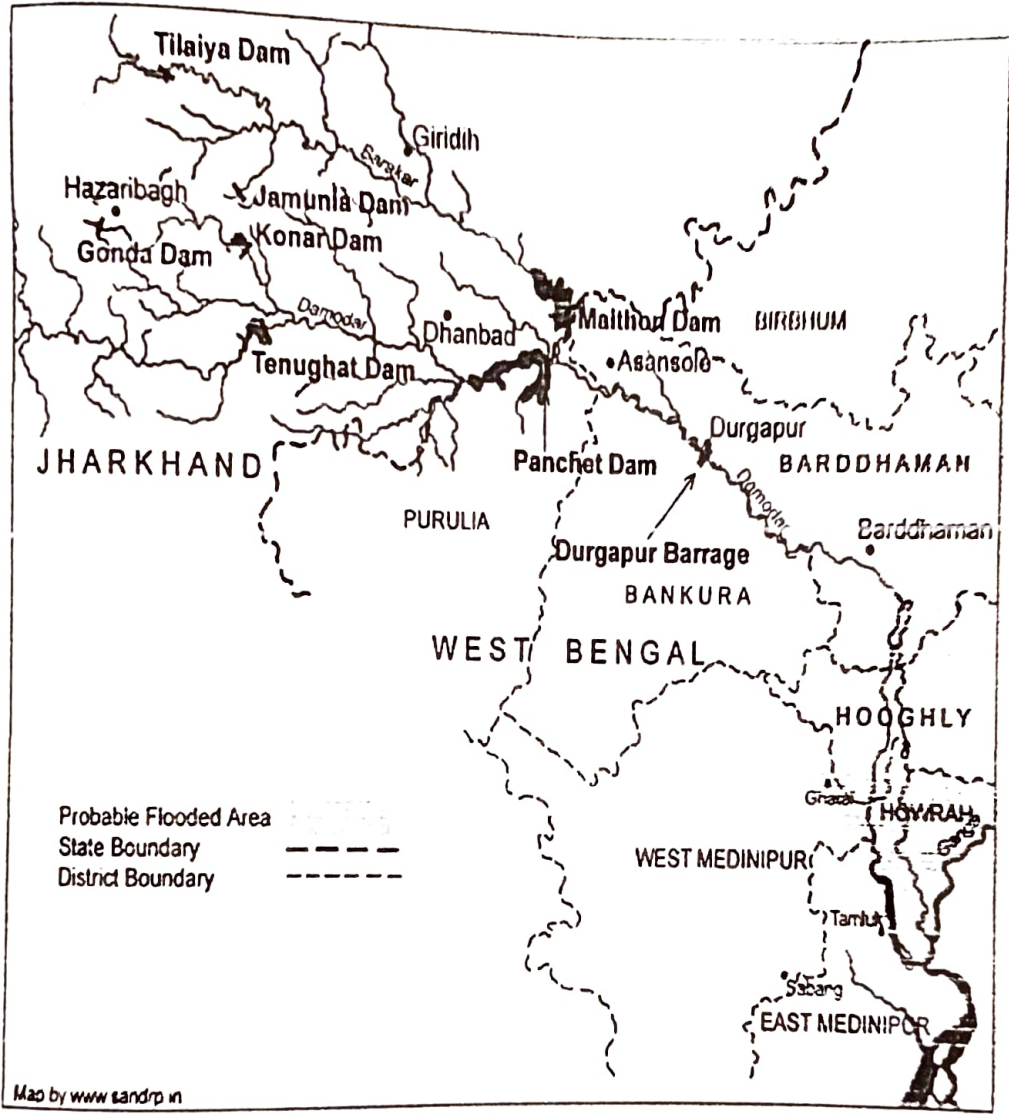 Tilaiya Dam
Giridih
Barakar
Hazaribagh
Jamunia Dam
Konar Dam
Gonda Dam
Damodar
Dhanbad
Maithon Dam
BIRBHUM
Asansole
Tenughat Dam
Durgapur
JHARKHAND
Panchet Dam
BARDDHAMAN
Damodar
PURULIA
Barddhaman
Durgapur Barrage
BANKURA
WEST BENGAL
HOOGHLY
Probable Flooded Area
State Boundary
District Boundary
HOWRAH
WEST MEDINIPUR
Tamluk
Sabang
EAST MEDINIPUR
Map by www sandrp in